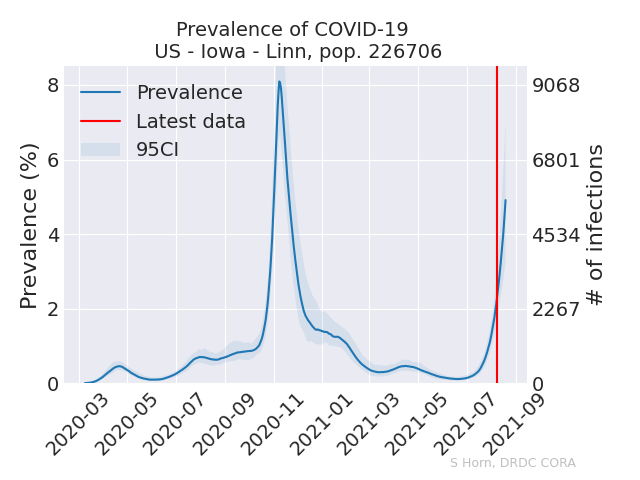 Prevalence of COVID-19
US - Iowa - Linn, pop. 226706
Prevalence
Latest data
95CI
Prevalence (%)
8
6
4
2
0
# of infections
9068
6801
4534
2267
0
2020-03
2020-05
2020-07
2020-09
2020-11
2021-01
2021-03
2021-05
2021-07
2021-09
S Horn, DRDC CORA